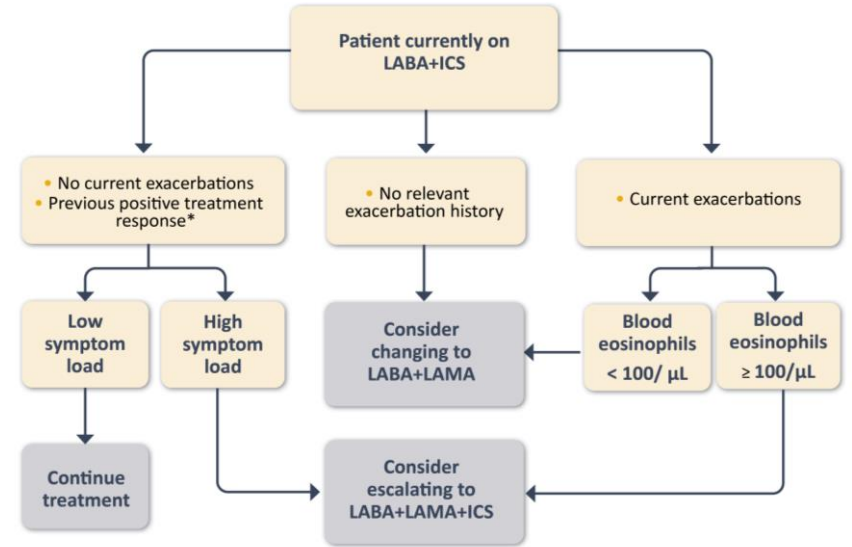 Patient currently on
LABA+ICS
• No current exacerbations
• Previous positive treatment
response*
• No relevant
exacerbation history
• Current exacerbations
Low
symptom
load
High
symptom
load
Consider
changing to
LABA+LAMA
Blood
eosinophils
< 100/ μL
Blood
eosinophils
≥ 100/μL
Continue
treatment
Consider
escalating to
LABA+LAMA+ICS